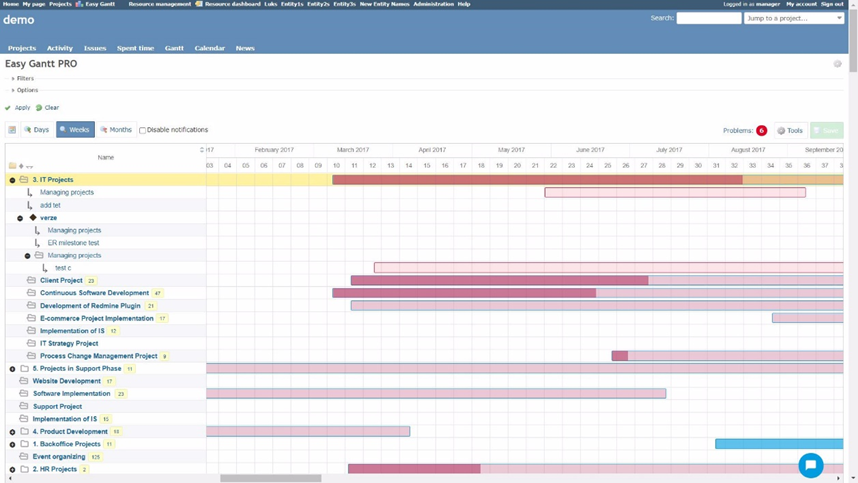 Home My page Projects Easy Gantt Resource management Resource dashboard Luks Entity1s Entity2s Entity3s New Entity Names Administration Help Logged in as manager My account Sign out
demo Search: Jump to a project...
Projects Activity Issues Spent time Gantt Calendar News
Easy Gantt PRO
Filters
Options
Apply Clear
Days Weeks Months Disable notifications Problems: 6 Tools Save
Name February 2017 March 2017 April 2017 May 2017 June 2017 July 2017 August 2017 September 20
03 04 05 06 07 08 09 10 11 12 13 14 15 16 17 18 19 20 21 22 23 24 25 26 27 28 29 30 31 32 33 34 35 36 37
3. IT Projects
Managing projects
add tet
verze
Managing projects
ER milestone test
Managing projects
test c
Client Project 23
Continuous Software Development 47
Development of Redmine Plugin 21
E-commerce Project Implementation 17
Implementation of IS
IT Strategy Project
Process Change Management Project 9
5. Projects in Support Phase 11
Website Development 17
Software Implementation 23
Support Project
Implementation of IS
4. Product Development
1. Backoffice Projects 11
Event organizing 125
2. HR Projects 2